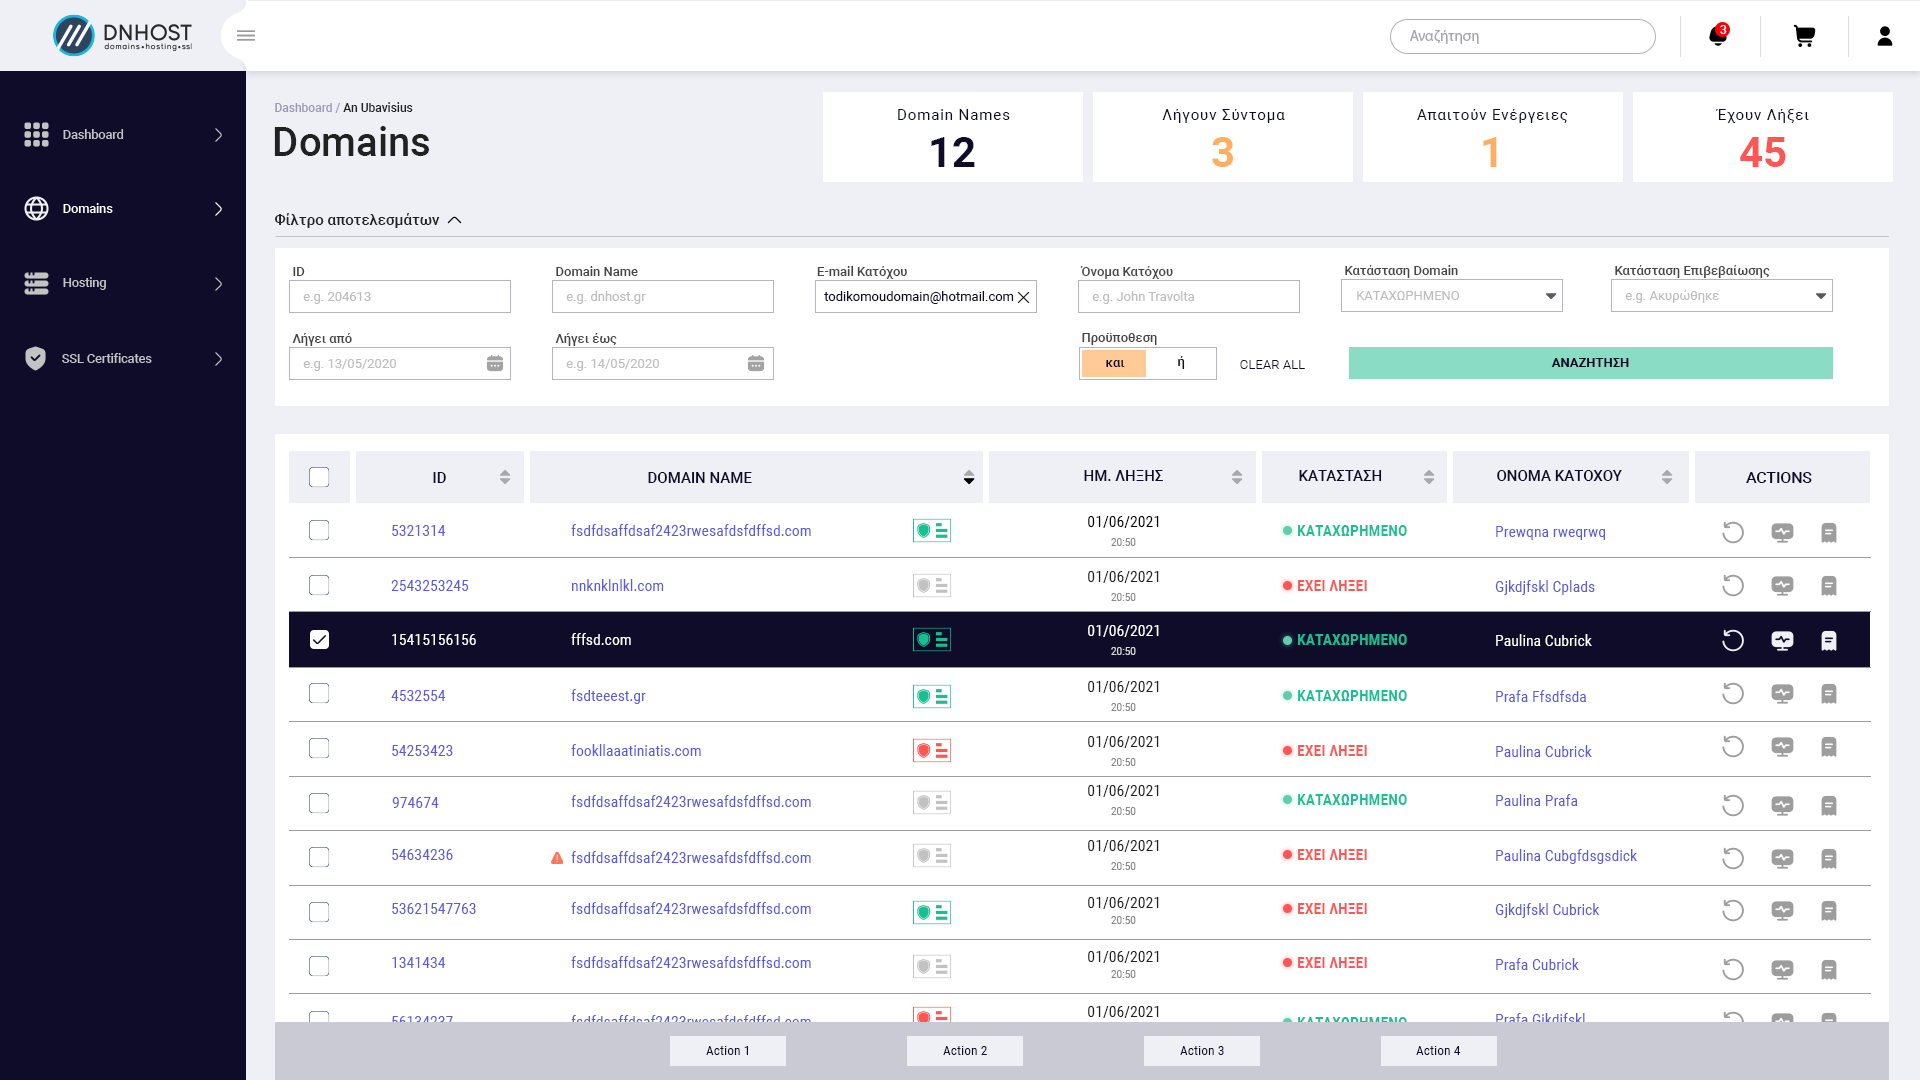 DNHOST
domains•hosting•ssl
Αναζήτηση
3
Dashboard
Domains
Hosting
SSL Certificates
Dashboard / An Ubavisius
Domains
Domain Names
12
Λήγουν Σύντομα
3
Απαιτούν Ενέργειες
1
Έχουν Λήξει
45
Φίλτρο αποτελεσμάτων
ID
Domain Name
E-mail Κατόχου
Όνομα Κατόχου
Κατάσταση Domain
Κατάσταση Επιβεβαίωσης
e.g. 204613
e.g. dnhost.gr
todikomoudomain@hotmail.com
e.g. John Travolta
ΚΑΤΑΧΩΡΗΜΕΝΟ
e.g. Ακυρώθηκε
Λήγει από
Λήγει έως
Προϋποθεση
e.g. 13/05/2020
e.g. 14/05/2020
και ή
CLEAR ALL
ΑΝΑΖΗΤΗΣΗ
ID DOMAIN NAME ΗΜ. ΛΗΞΗΣ ΚΑΤΑΣΤΑΣΗ ΟΝΟΜΑ ΚΑΤΟΧΟΥ ACTIONS
5321314 fsdfdsaffdsaf2423rwesafdsfdffsd.com 01/06/2021 20:50 ΚΑΤΑΧΩΡΗΜΕΝΟ Prewqna rweqrwq
2543253245 nnknklnlkl.com 01/06/2021 20:50 ΕΧΕΙ ΛΗΞΕΙ Gjkdjfskl Cplads
15415156156 fffsd.com 01/06/2021 20:50 ΚΑΤΑΧΩΡΗΜΕΝΟ Paulina Cubrick
4532554 fsdteeest.gr 01/06/2021 20:50 ΚΑΤΑΧΩΡΗΜΕΝΟ Prafa Ffsdfsda
54253423 fookllaaatiniatis.com 01/06/2021 20:50 ΕΧΕΙ ΛΗΞΕΙ Paulina Cubrick
974674 fsdfdsaffdsaf2423rwesafdsfdffsd.com 01/06/2021 20:50 ΚΑΤΑΧΩΡΗΜΕΝΟ Paulina Prafa
54634236 fsdfdsaffdsaf2423rwesafdsfdffsd.com 01/06/2021 20:50 ΕΧΕΙ ΛΗΞΕΙ Paulina Cubgfdsgsdick
53621547763 fsdfdsaffdsaf2423rwesafdsfdffsd.com 01/06/2021 20:50 ΕΧΕΙ ΛΗΞΕΙ Gjkdjfskl Cubrick
1341434 fsdfdsaffdsaf2423rwesafdsfdffsd.com 01/06/2021 20:50 ΕΧΕΙ ΛΗΞΕΙ Prafa Cubrick
56134237 fsdfdsaffdsaf2423rwesafdsfdffsd.com 01/06/2021 ΚΑΤΑΧΩΡΗΜΕΝΟ Prafa Gjkdjfskl
Action 1
Action 2
Action 3
Action 4